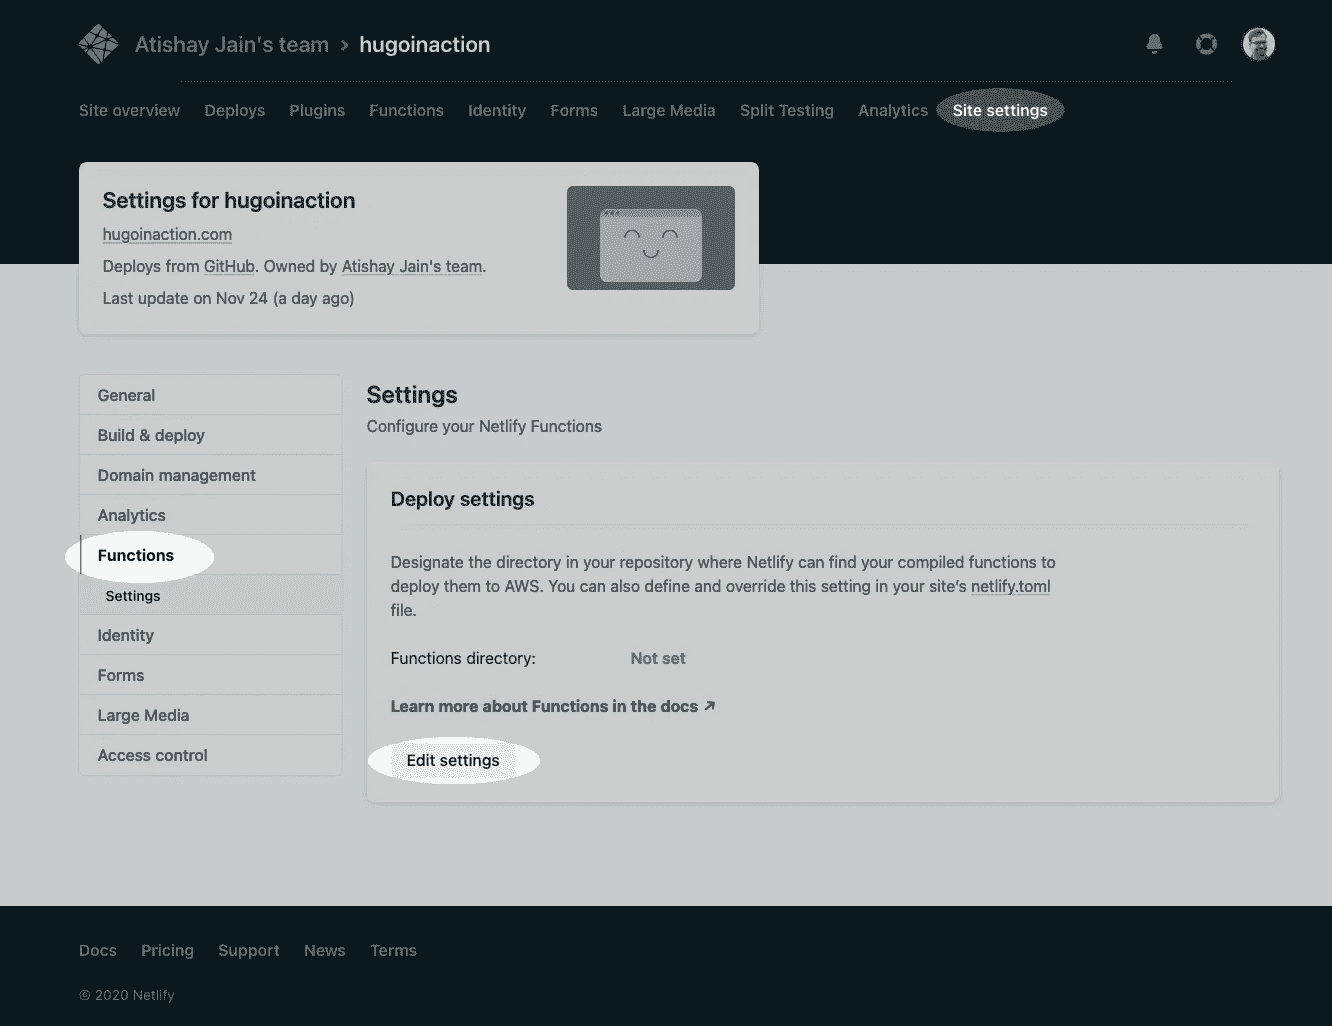 Atishay Jain's team › hugoinaction
Site overview Deploys Plugins Functions Identity Forms Large Media Split Testing Analytics Site settings
Settings for hugoinaction
hugoinaction.com
Deploys from GitHub. Owned by Atishay Jain's team.
Last update on Nov 24 (a day ago)
General
Build & deploy
Domain management
Analytics
Functions
Settings
Identity
Forms
Large Media
Access control
Settings
Configure your Netlify Functions
Deploy settings
Designate the directory in your repository where Netlify can find your compiled functions to
deploy them to AWS. You can also define and override this setting in your site's netlify.toml
file.
Functions directory: Not set
Learn more about Functions in the docs ↗
Edit settings
Docs Pricing Support News Terms
© 2020 Netlify